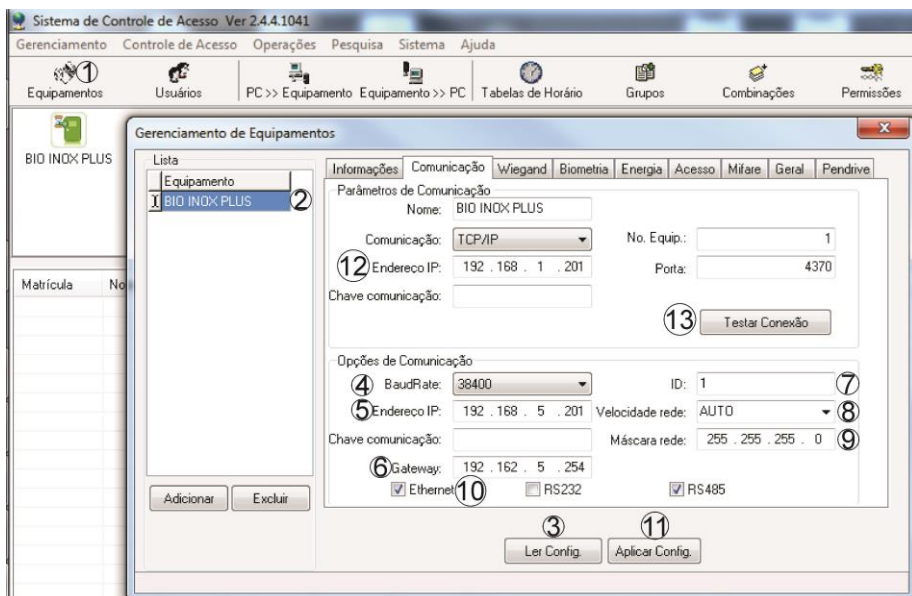 Sistema de Controle de Acesso Ver 2.4.4.1041
Gerenciamento Controle de Acesso Operações Pesquisa Sistema Ajuda
1
Equipamentos Usuários PC >> Equipamento Equipamento >> PC Tabelas de Horário Grupos Combinações Permissões
BIO INOX PLUS
Matrícula No
Gerenciamento de Equipamentos
X
Lista
Equipamento
I BIO INOX PLUS 2
Adicionar Excluir
Informações Comunicação Wiegand Biometria Energia Acesso Mifare Geral Pendrive
Parâmetros de Comunicação
Nome: BIO INOX PLUS
Comunicação: TCP/IP No. Equip.: 1
12 Endereço IP: 192 . 168 . 1 . 201 Porta: 4370
Chave comunicação:
13 Testar Conexão
Opções de Comunicação
4 BaudRate: 38400 ID: 1 7
5 Endereço IP: 192 . 168 . 5 . 201 Velocidade rede: AUTO 8
Chave comunicação: Máscara rede: 255 . 255 . 255 . 0 9
6 Gateway: 192 . 162 . 5 . 254
Ethernet 10 RS232 RS485
3 11
Ler Config. Aplicar Config.